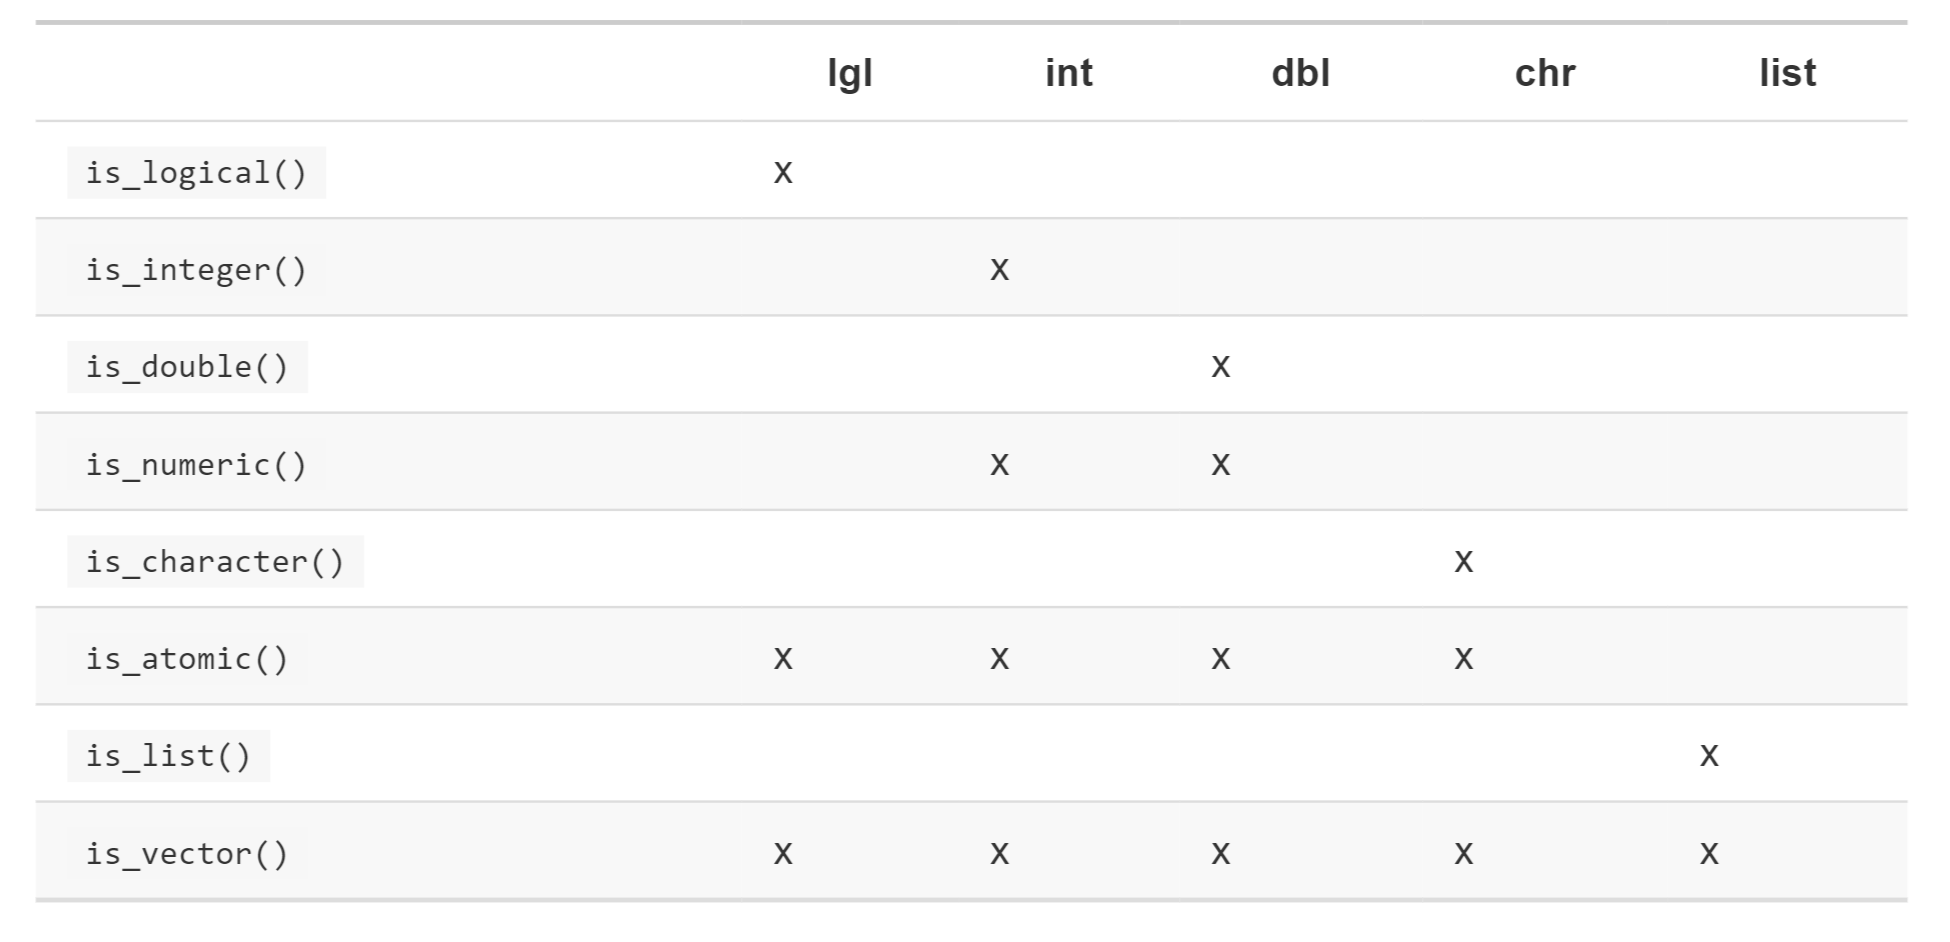 lgl int dbl chr list
is_logical() x
is_integer() x
is_double() x
is_numeric() x x
is_character() x
is_atomic() x x x x
is_list() x
is_vector() x x x x x